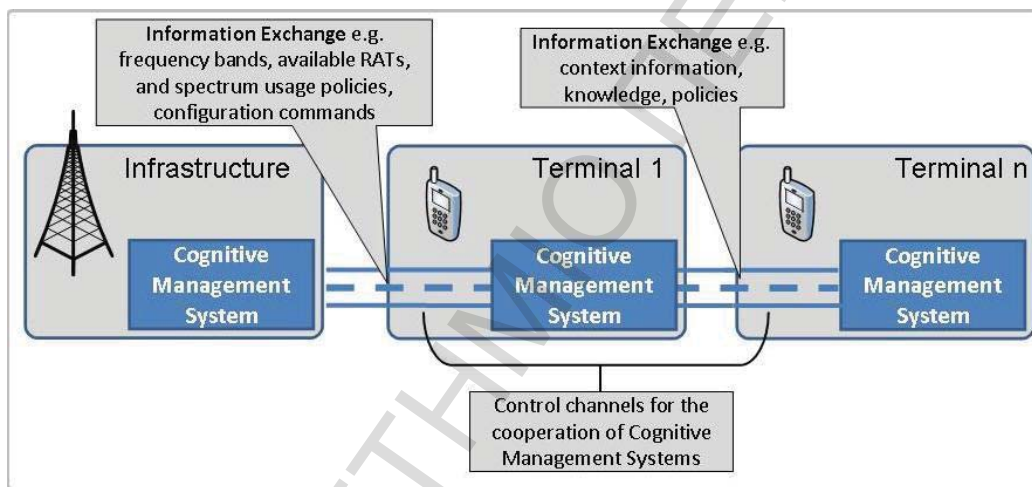 Information Exchange e.g.
frequency bands, available RATs,
and spectrum usage policies,
configuration commands
Information Exchange e.g.
context information,
knowledge, policies
Infrastructure
Terminal 1
Terminal n
Cognitive
Management
System
Cognitive
Management
System
Cognitive
Management
System
Control channels for the
cooperation of Cognitive
Management Systems